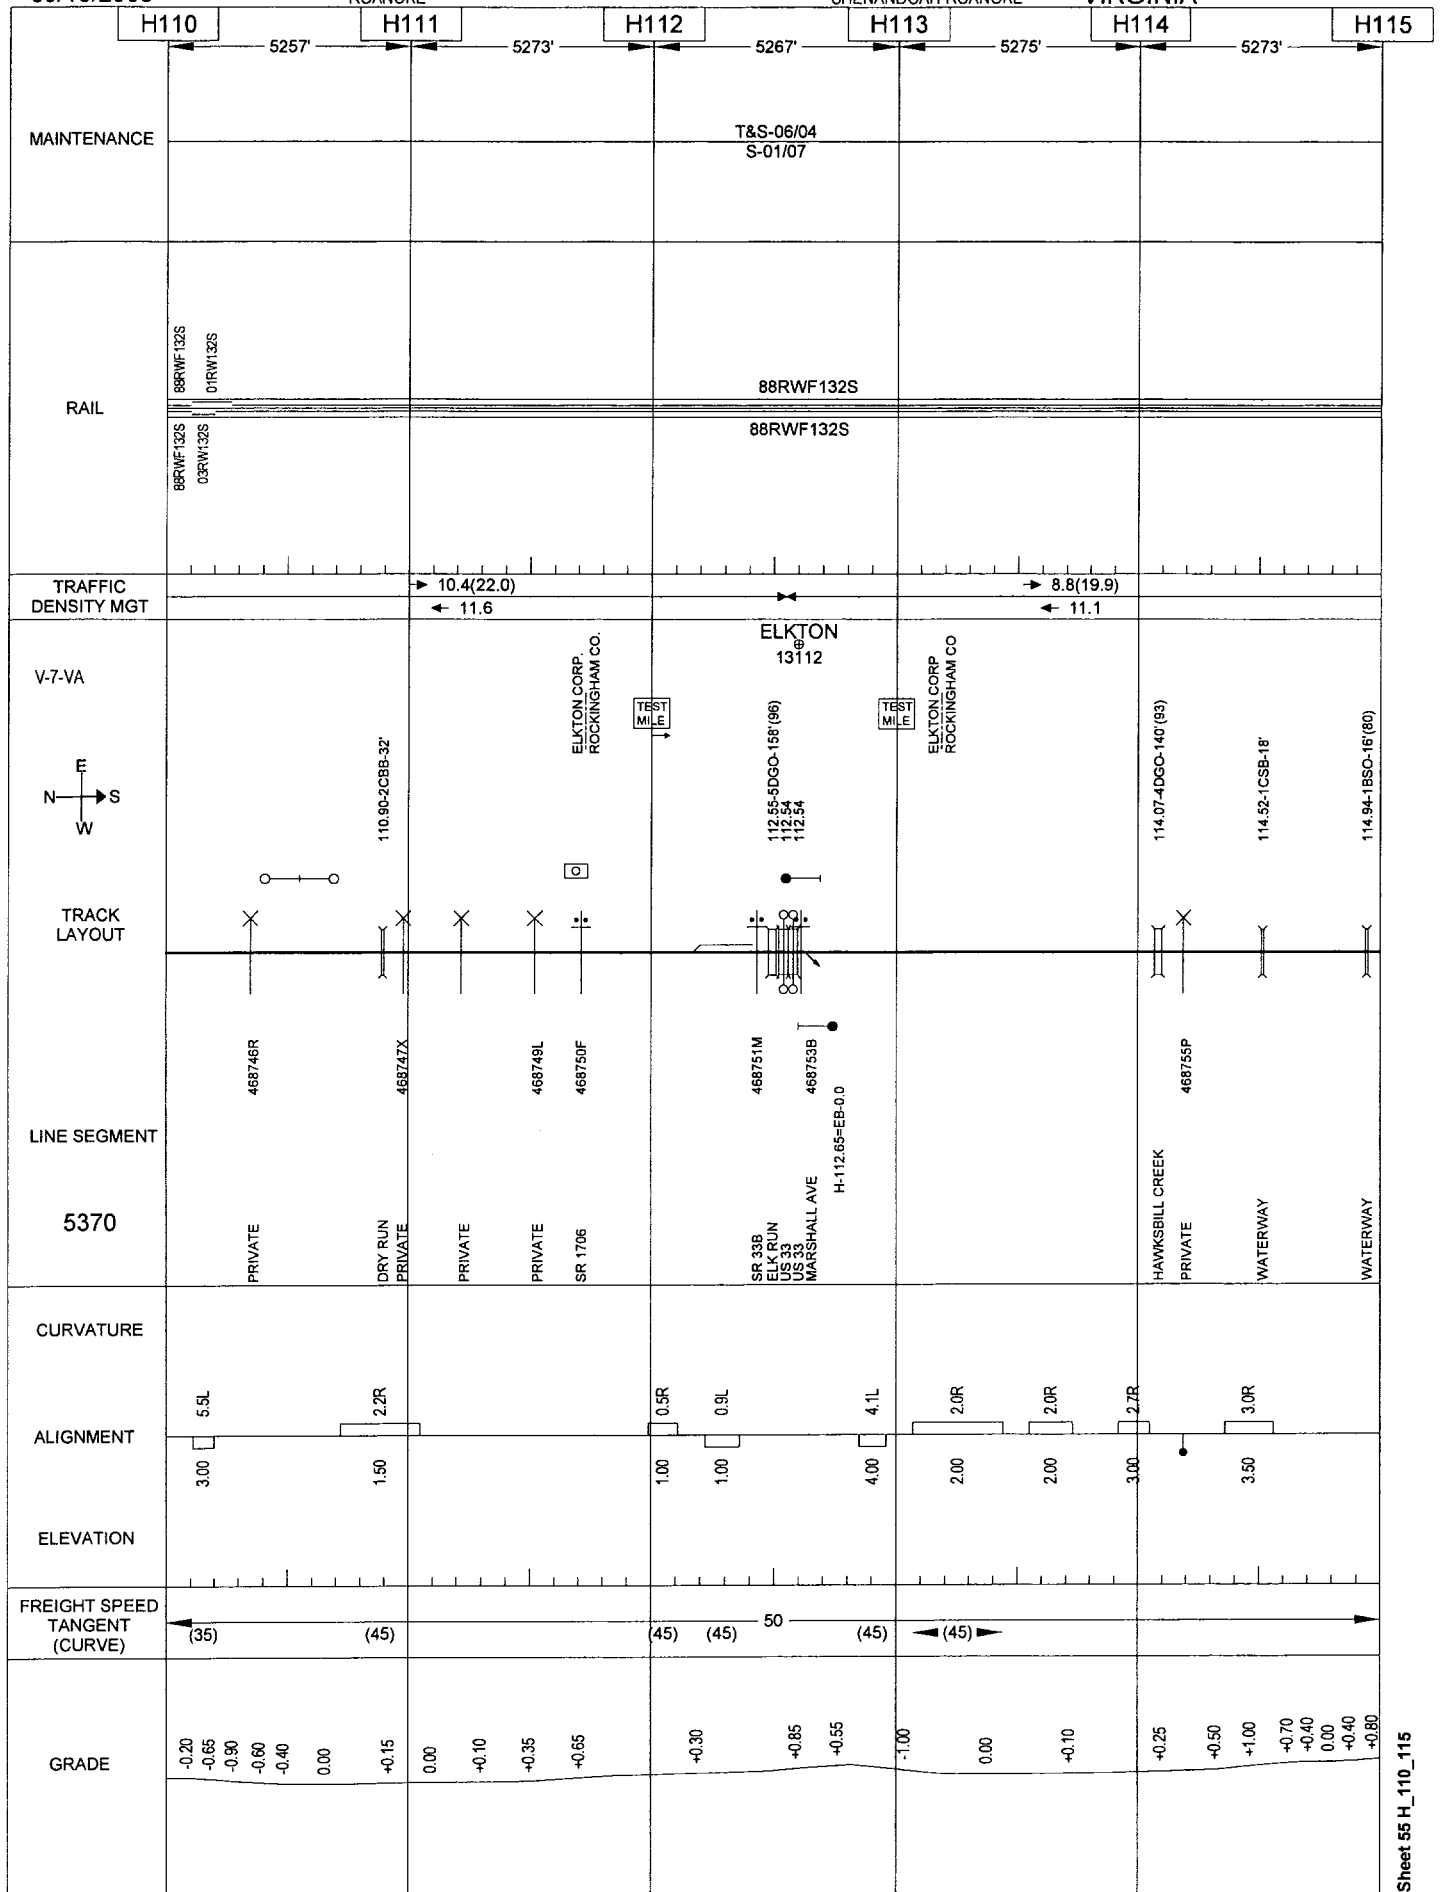 ROANOKE
VIRGINIA
H110
H111
H112
H113
H114
H115
5257'
5273'
5267'
5275'
5273'
MAINTENANCE
T&S-06/04
S-01/07
RAIL
88RWF132S
01RW132S
88RWF132S
03RW132S
88RWF132S
88RWF132S
TRAFFIC
DENSITY MGT
10.4(22.0)
11.6
8.8(19.9)
11.1
V-7-VA
ELKTON
13112
ELKTON CORP.
ROCKINGHAM CO.
TEST
MILE
TEST
MILE
ELKTON CORP
ROCKINGHAM CO
E
N
S
W
110.90-2CBB-32'
112.55-5DGO-158'(96)
112.54
112.54
114.07-4DGO-140'(93)
114.52-1CSB-18'
114.94-1BSO-16'(80)
TRACK
LAYOUT
468746R
468747X
468749L
468750F
468751M
468753B
H-112.65=EB-0.0
468755P
LINE SEGMENT
5370
PRIVATE
DRY RUN
PRIVATE
PRIVATE
PRIVATE
SR 1706
SR 33B
ELK RUN
US 33
US 33
MARSHALL AVE
HAWKSBILL CREEK
PRIVATE
WATERWAY
WATERWAY
CURVATURE
5.5L
2.2R
0.5R
0.9L
4.1L
2.0R
2.0R
2.7R
3.0R
ALIGNMENT
3.00
1.50
1.00
1.00
4.00
2.00
2.00
3.00
3.50
ELEVATION
FREIGHT SPEED
TANGENT
(CURVE)
50
(35)
(45)
(45)
(45)
(45)
(45)
GRADE
-0.20
-0.65
-0.90
-0.60
-0.40
0.00
+0.15
0.00
+0.10
+0.35
+0.65
+0.30
+0.85
+0.55
-1.00
0.00
+0.10
+0.25
+0.50
+1.00
+0.70
+0.40
0.00
+0.40
+0.80
Sheet 55 H_110_115